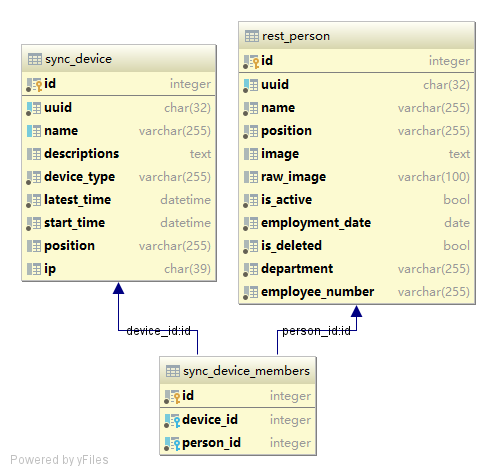 sync_device
id integer
uuid char(32)
name varchar(255)
descriptions text
device_type varchar(255)
latest_time datetime
start_time datetime
position varchar(255)
ip char(39)
rest_person
id integer
uuid char(32)
name varchar(255)
position varchar(255)
image text
raw_image varchar(100)
is_active bool
employment_date date
is_deleted bool
department varchar(255)
employee_number varchar(255)
device_id:id
person_id:id
sync_device_members
id integer
device_id integer
person_id integer
Powered by yFiles